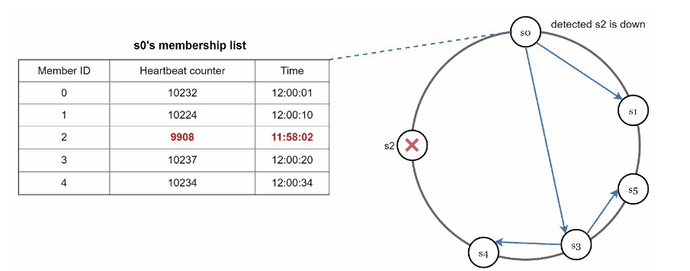 detected s2 is down
s0's membership list
Member ID Heartbeat counter Time
0 10232 12:00:01
1 10224 12:00:10
2 9908 11:58:02
3 10237 12:00:20
4 10234 12:00:34
s0
s1
s2
s5
s3
s4